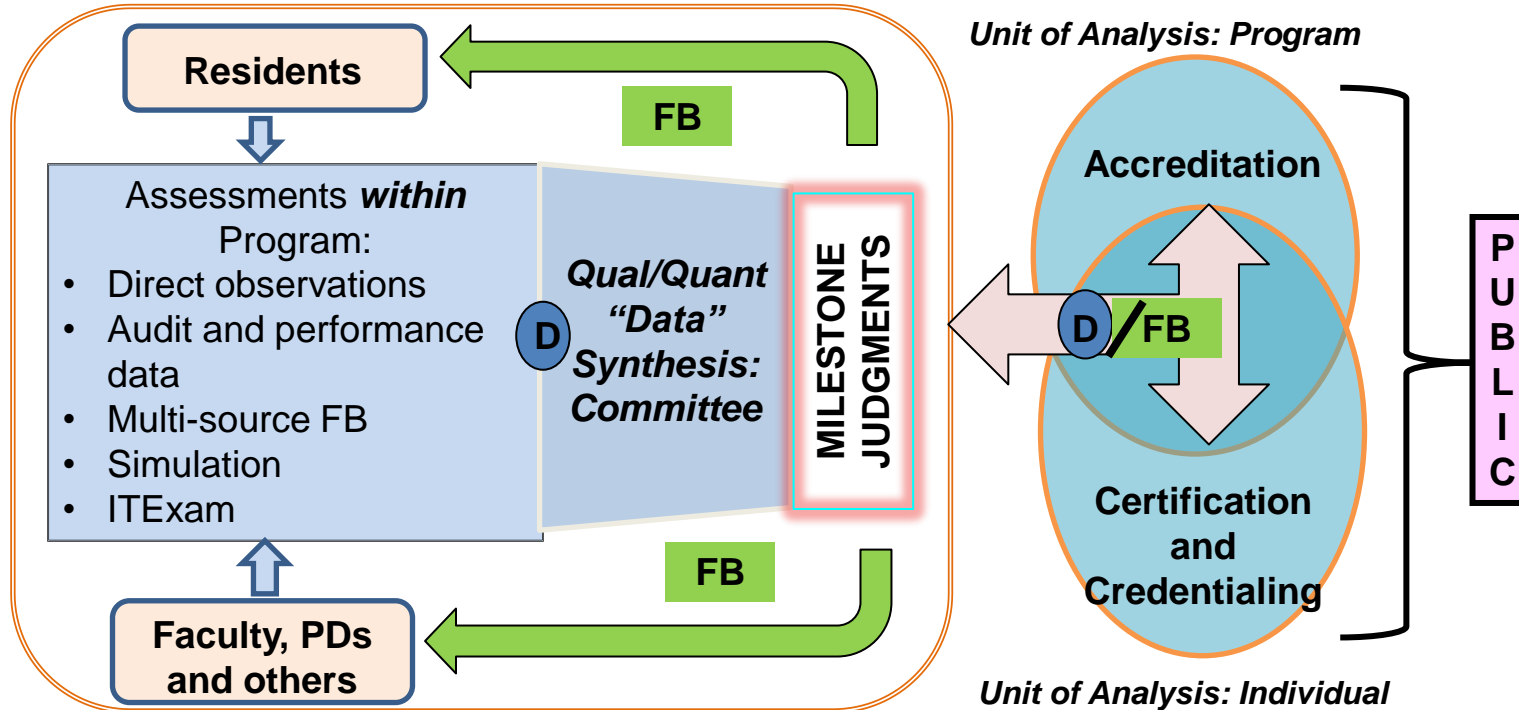 Residents
FB
Assessments within
Program:
• Direct observations
• Audit and performance
data
• Multi-source FB
• Simulation
• ITExam
D
Qual/Quant
“Data”
Synthesis:
Committee
MILESTONE
JUDGMENTS
FB
Faculty, PDs
and others
Unit of Analysis: Program
Accreditation
D
/FB
Certification
and
Credentialing
Unit of Analysis: Individual
P
U
B
L
I
C